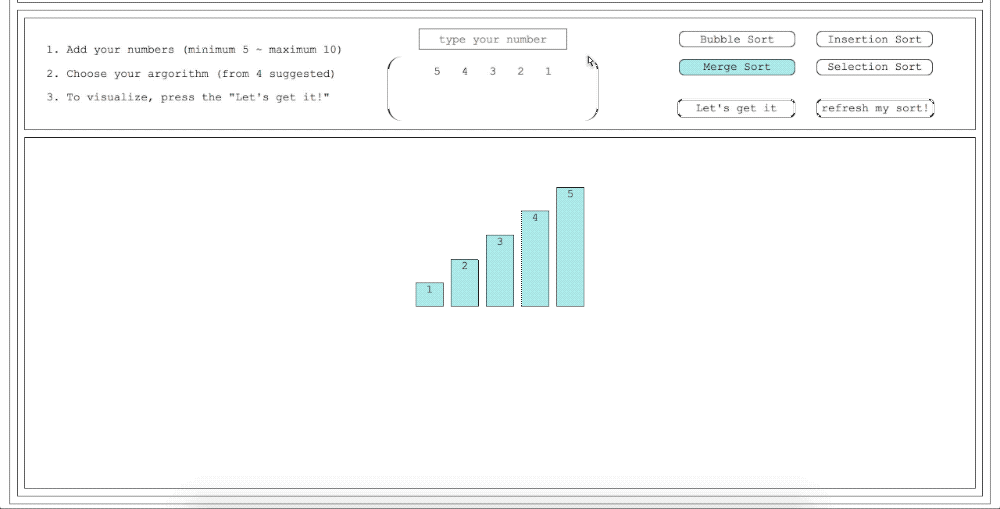 1. Add your numbers (minimum 5 ~ maximum 10)
2. Choose your argorithm (from 4 suggested)
3. To visualize, press the "Let's get it!"
type your number
5 4 3 2 1
Bubble Sort
Insertion Sort
Merge Sort
Selection Sort
Let's get it
refresh my sort!
1
2
3
4
5